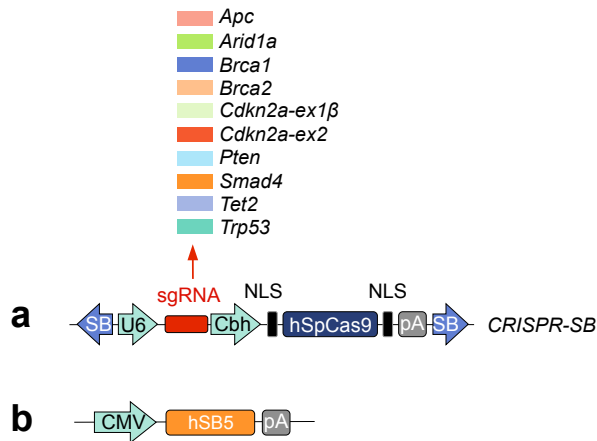 Apc
Arid1a
Brca1
Brca2
Cdkn2a-ex1β
Cdkn2a-ex2
Pten
Smad4
Tet2
Trp53
sgRNA NLS NLS
a SB U6 Cbh hSpCas9 pA SB CRISPR-SB
b CMV hSB5 pA